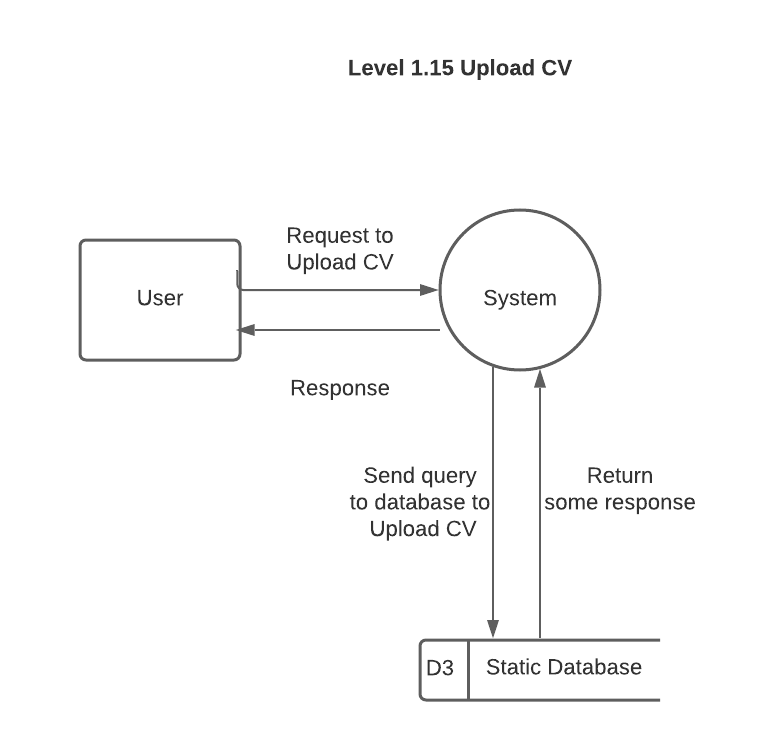 Level 1.15 Upload CV
Request to
Upload CV
User
System
Response
Send query
to database to
Upload CV
Return
some response
D3
Static Database